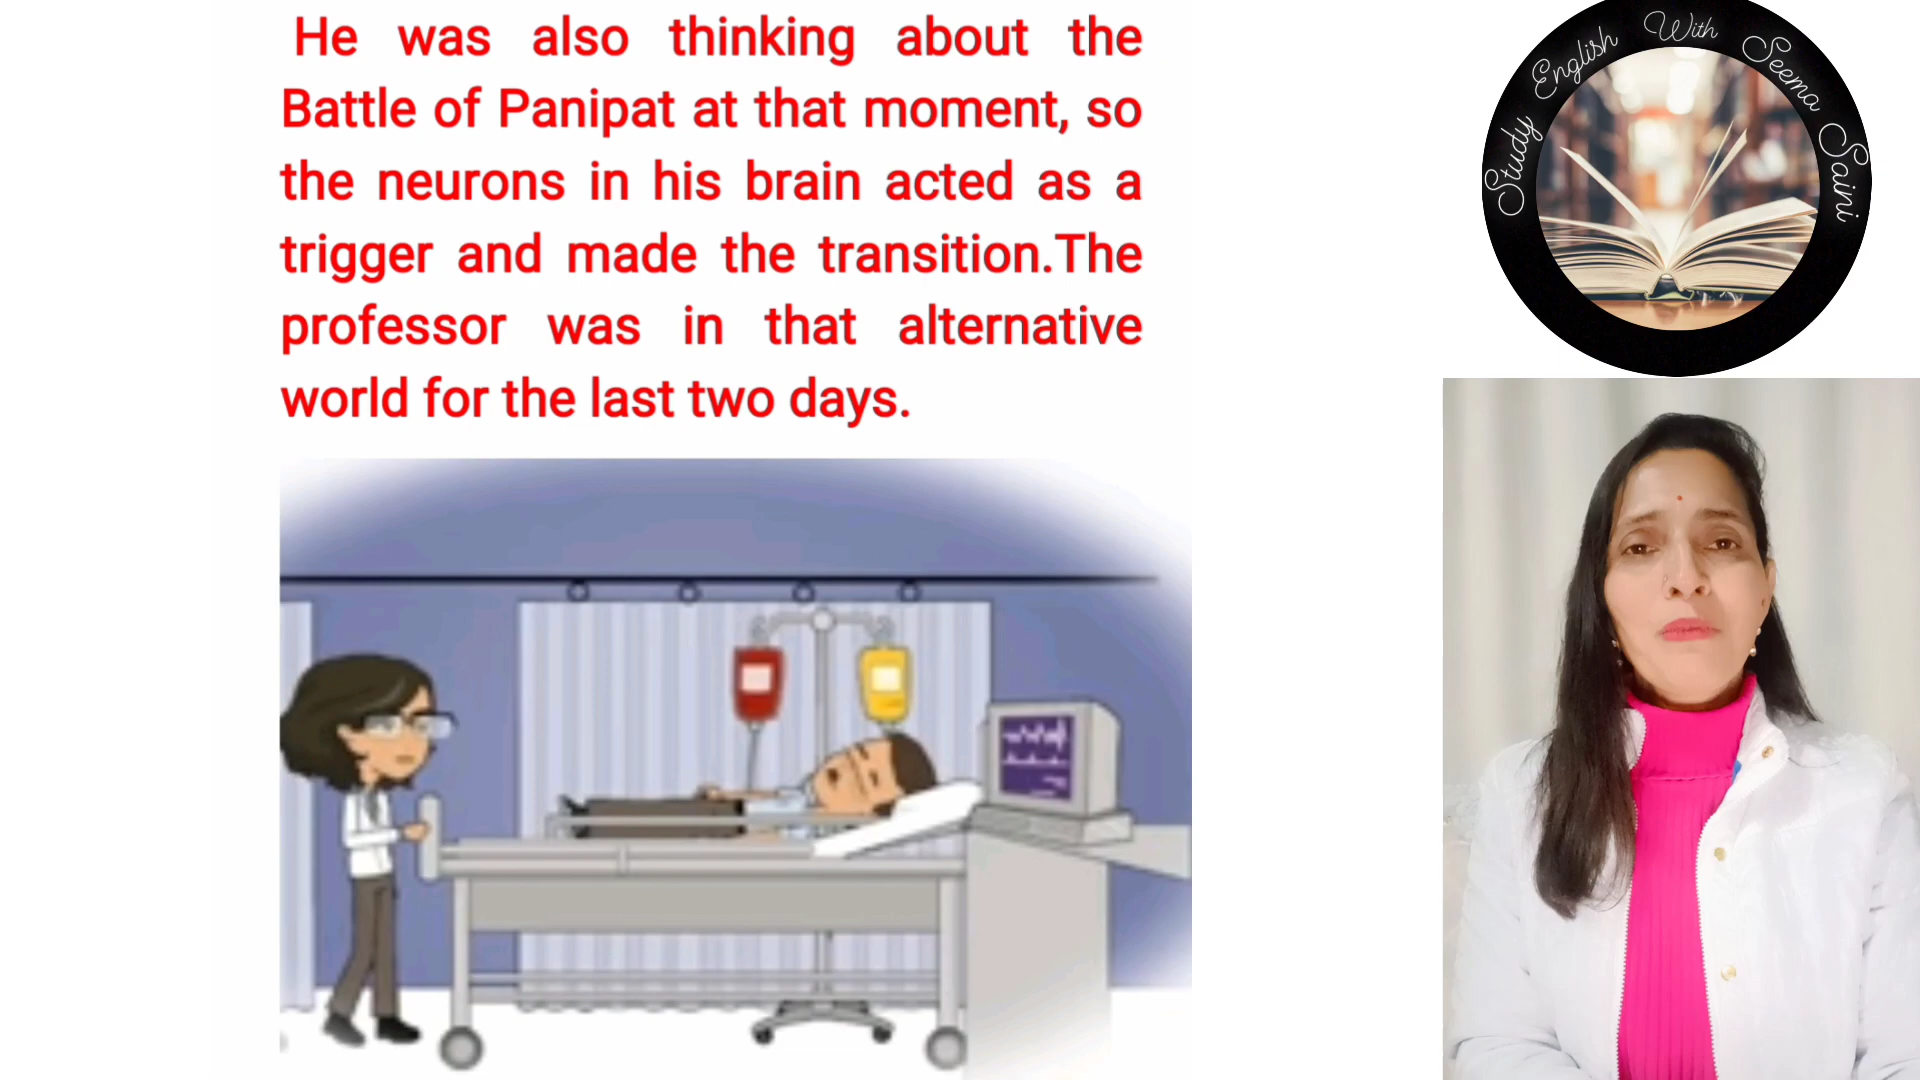 He was also thinking about the
Battle of Panipat at that moment, so
the neurons in his brain acted as a
trigger and made the transition.The
professor was in that alternative
world for the last two days.
Study English With Seema Saini